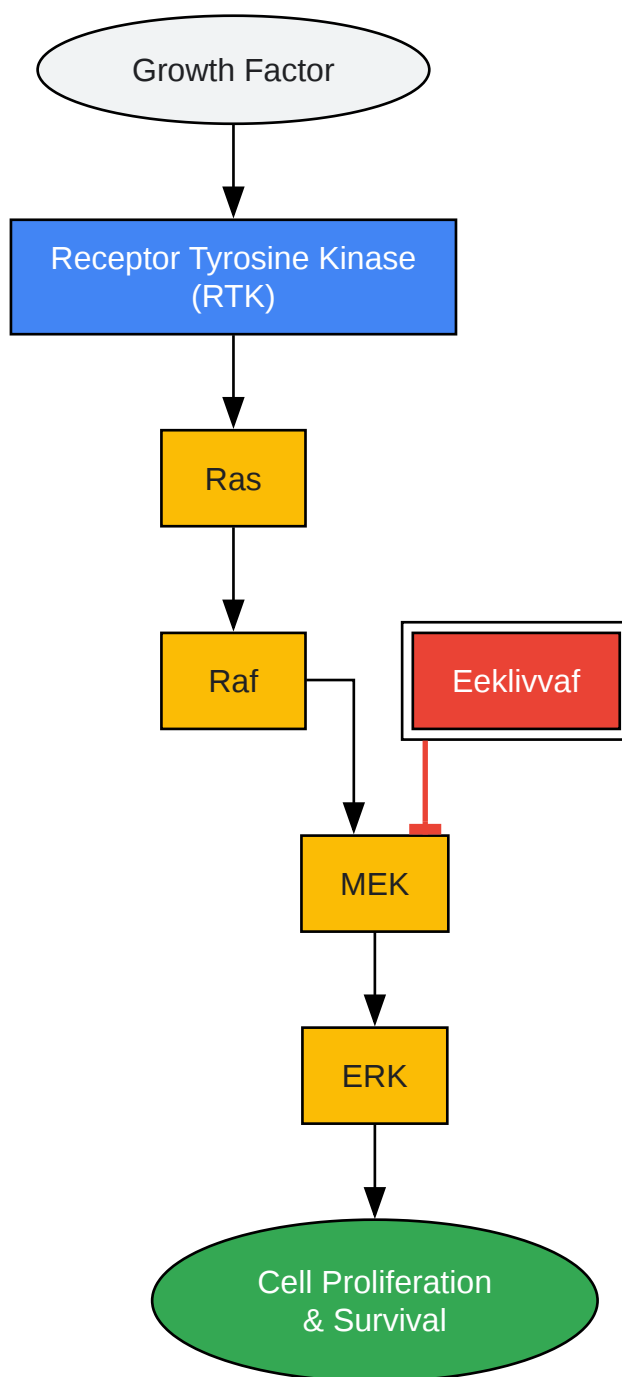 Growth Factor
Receptor Tyrosine Kinase
(RTK)
Ras
Raf
Eeklivvaf
MEK
ERK
Cell Proliferation
& Survival